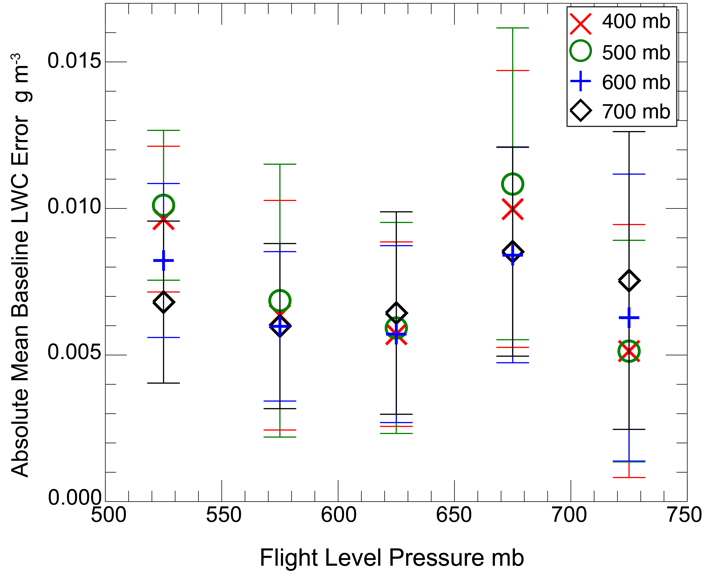 0.015
0.010
0.005
0.000
Absolute Mean Baseline LWC Error g m-3
400 mb
500 mb
600 mb
700 mb
500 550 600 650 700 750
Flight Level Pressure mb